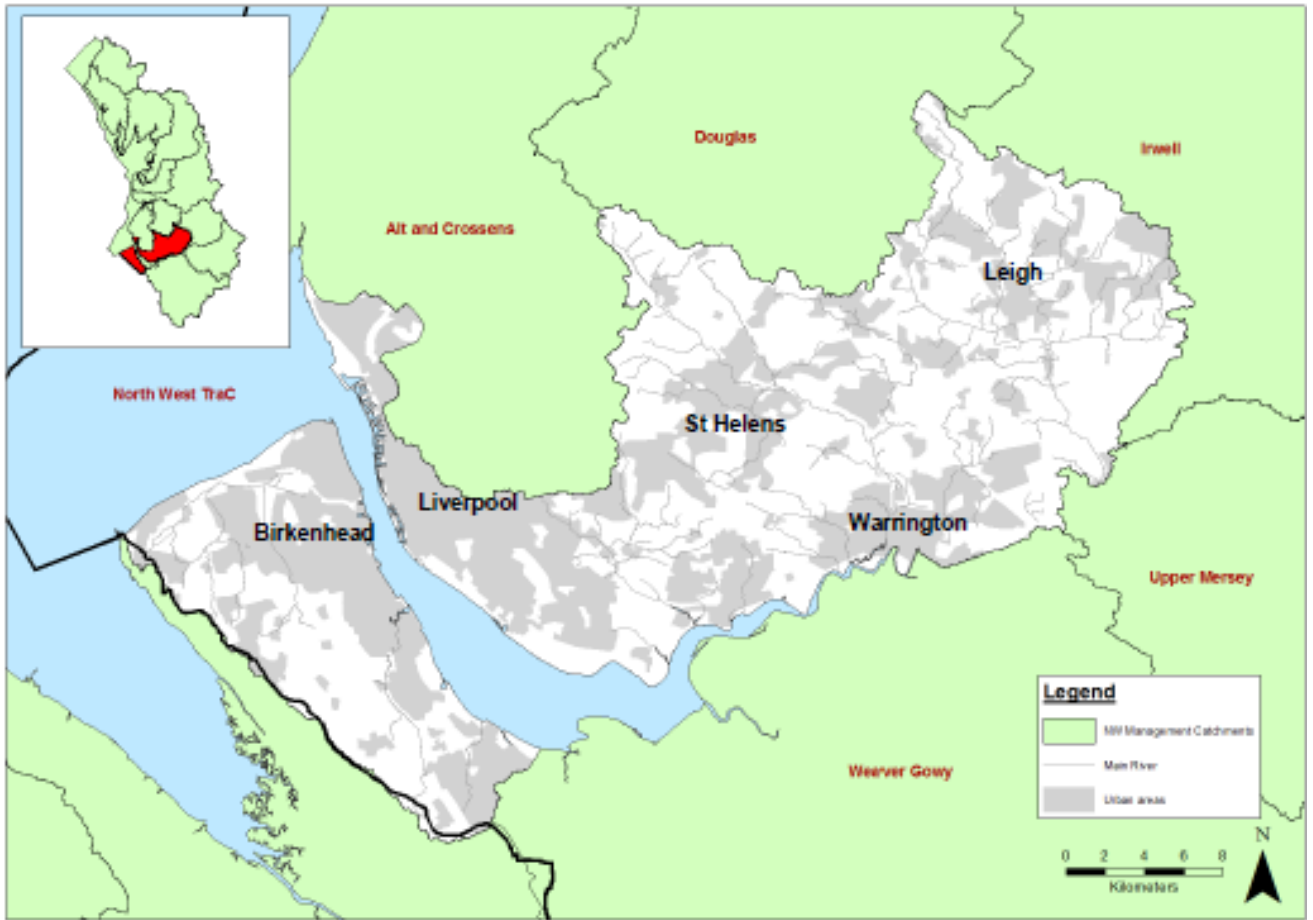 Douglas
Irwell
Alt and Crossens
Leigh
North West TraC
St Helens
Liverpool
Birkenhead
Warrington
Upper Mersey
Weaver Gowy
Legend
NW Management Catchments
Main River
Urban areas
N
0 2 4 6 8
Kilometers